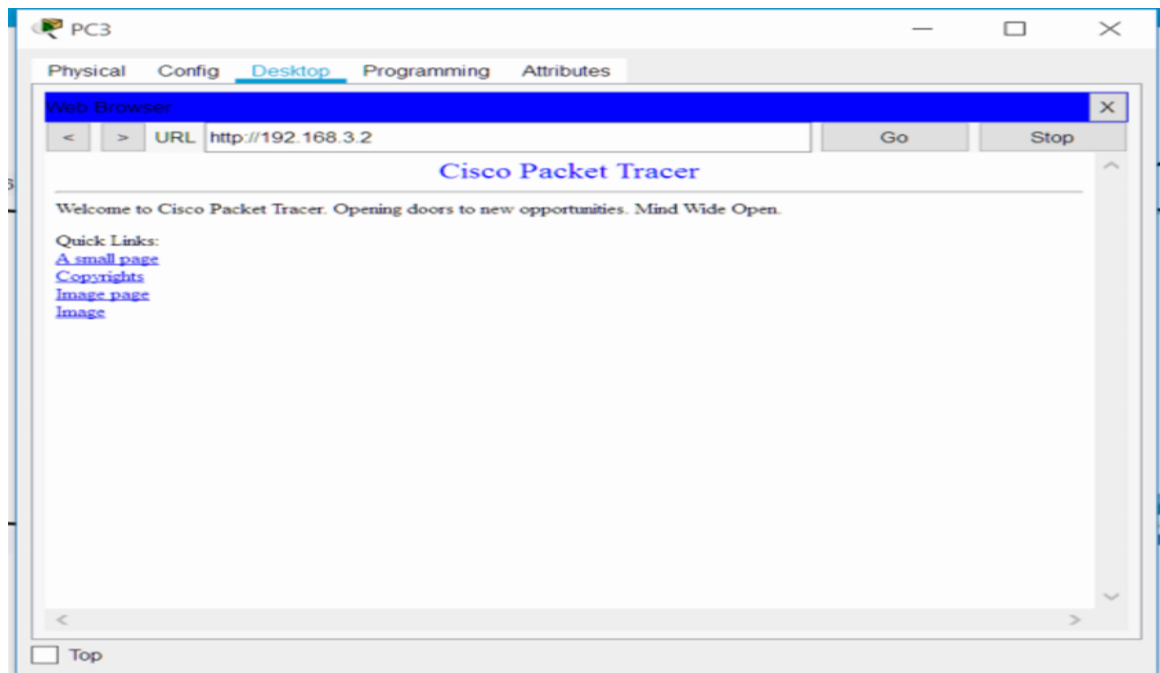 PC3
Physical Config Desktop Programming Attributes
Web Browser
X
< > URL http://192.168.3.2 Go Stop
Cisco Packet Tracer
Welcome to Cisco Packet Tracer. Opening doors to new opportunities. Mind Wide Open.
Quick Links:
A small page
Copyrights
Image page
Image
Top